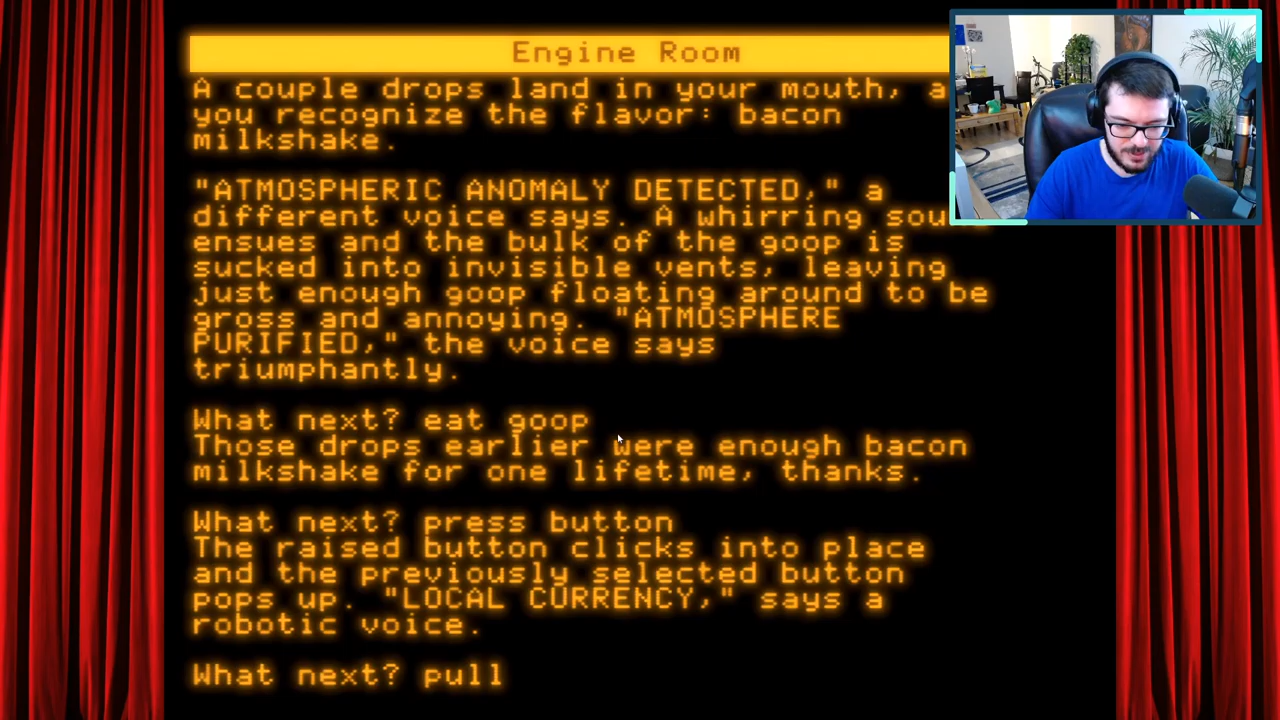 Engine Room
A couple drops land in your mouth, a
you recognize the flavor: bacon
milkshake.
"ATMOSPHERIC ANOMALY DETECTED," a
different voice says. A whirring sou
ensues and the bulk of the goop is
sucked into invisible vents, leaving
just enough goop floating around to be
gross and annoying. "ATMOSPHERE
PURIFIED," the voice says
triumphantly.
What next? eat goop
Those drops earlier were enough bacon
milkshake for one lifetime, thanks.
What next? press button
The raised button clicks into place
and the previously selected button
pops up. "LOCAL CURRENCY," says a
robotic voice.
What next? pull